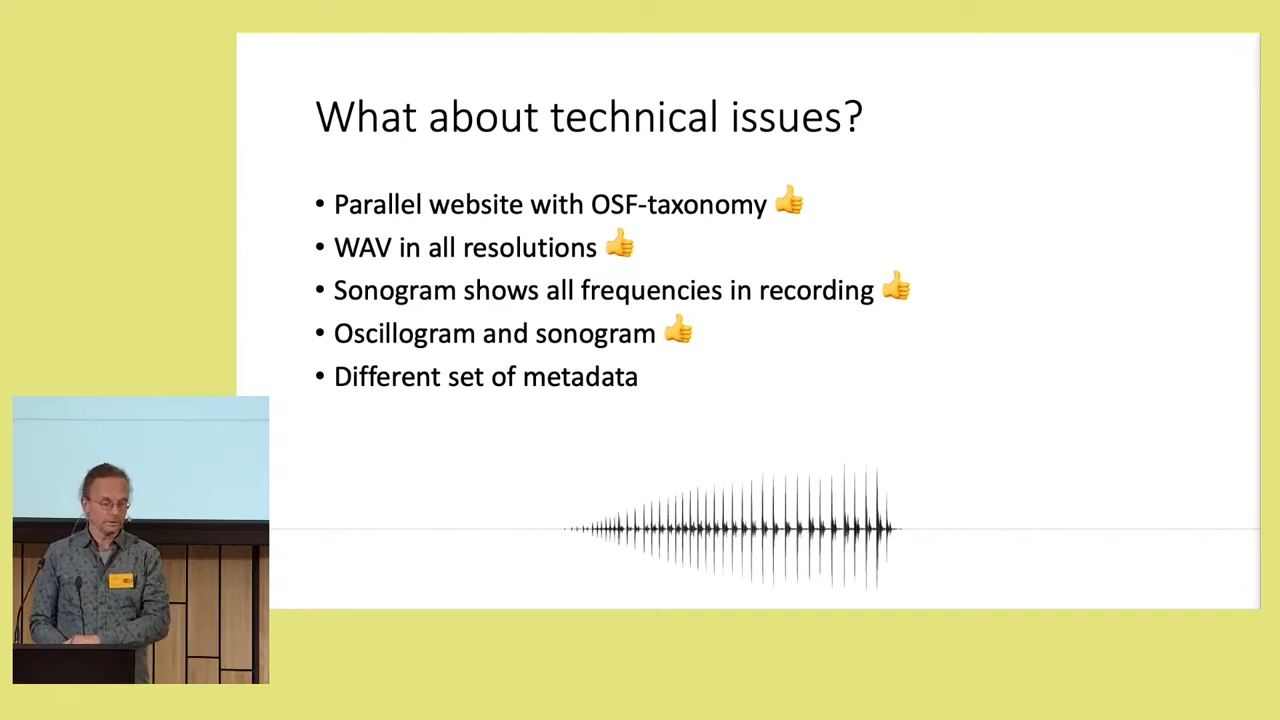 What about technical issues?
• Parallel website with OSF-taxonomy 👍
• WAV in all resolutions 👍
• Sonogram shows all frequencies in recording 👍
• Oscillogram and sonogram 👍
• Different set of metadata